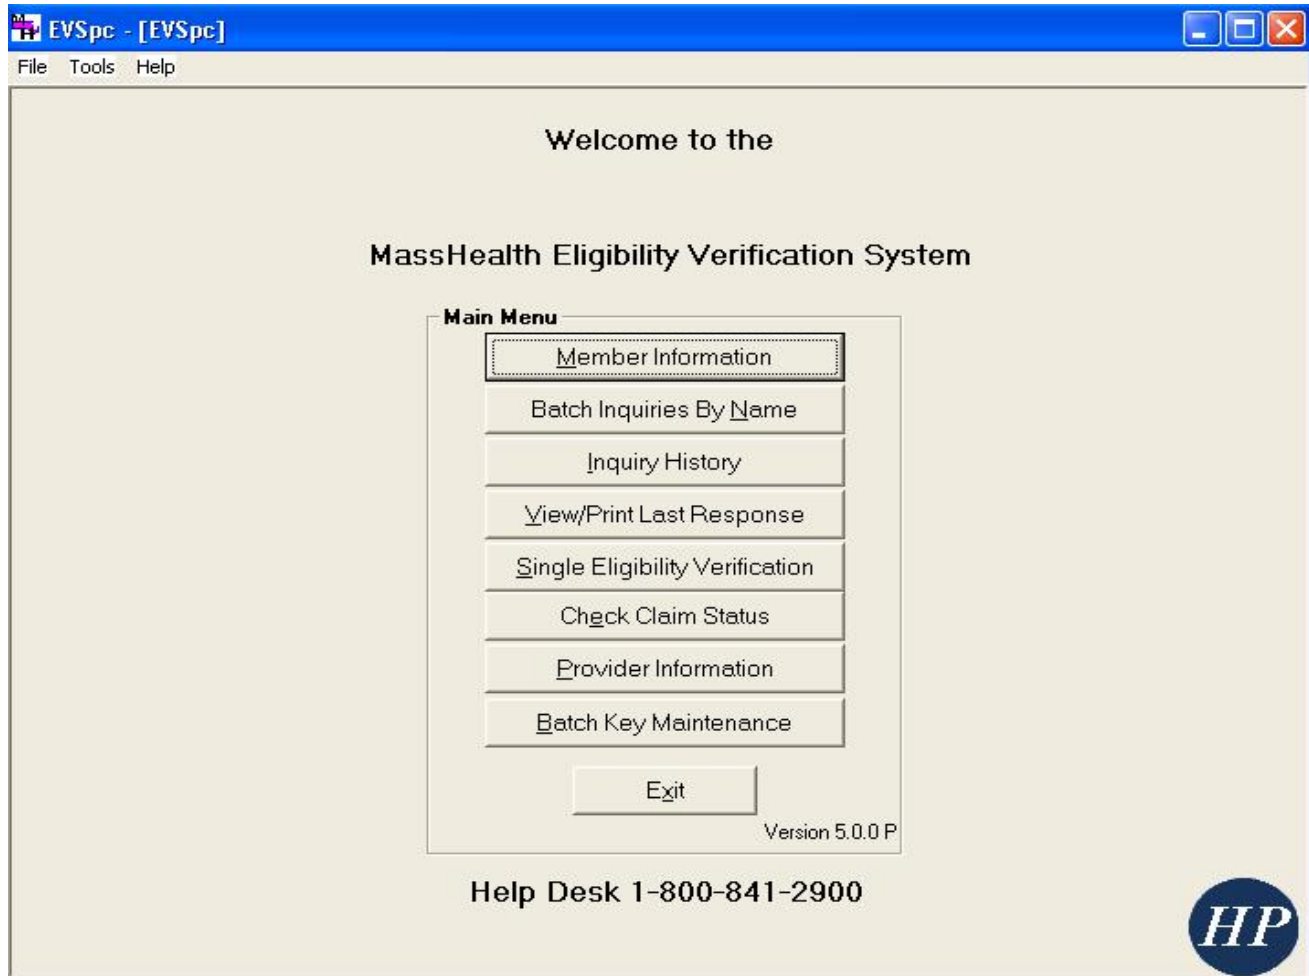 EVSpc - [EVSpc]
File Tools Help
Welcome to the
MassHealth Eligibility Verification System
Main Menu
Member Information
Batch Inquiries By Name
Inquiry History
View/Print Last Response
Single Eligibility Verification
Check Claim Status
Provider Information
Batch Key Maintenance
Exit
Version 5.0.0 P
Help Desk 1-800-841-2900
HP